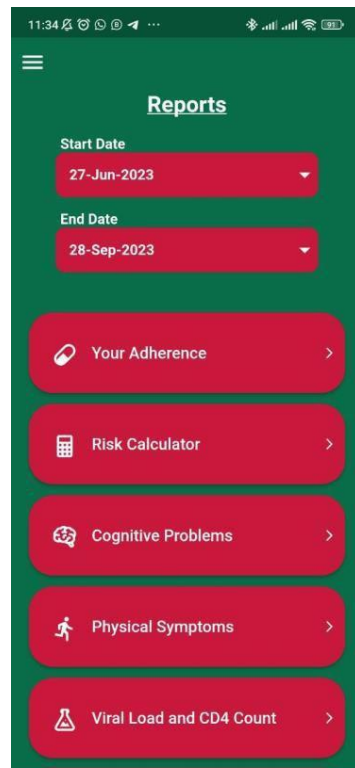 11:34
91
Reports
Start Date
27-Jun-2023
End Date
28-Sep-2023
Your Adherence
Risk Calculator
Cognitive Problems
Physical Symptoms
Viral Load and CD4 Count